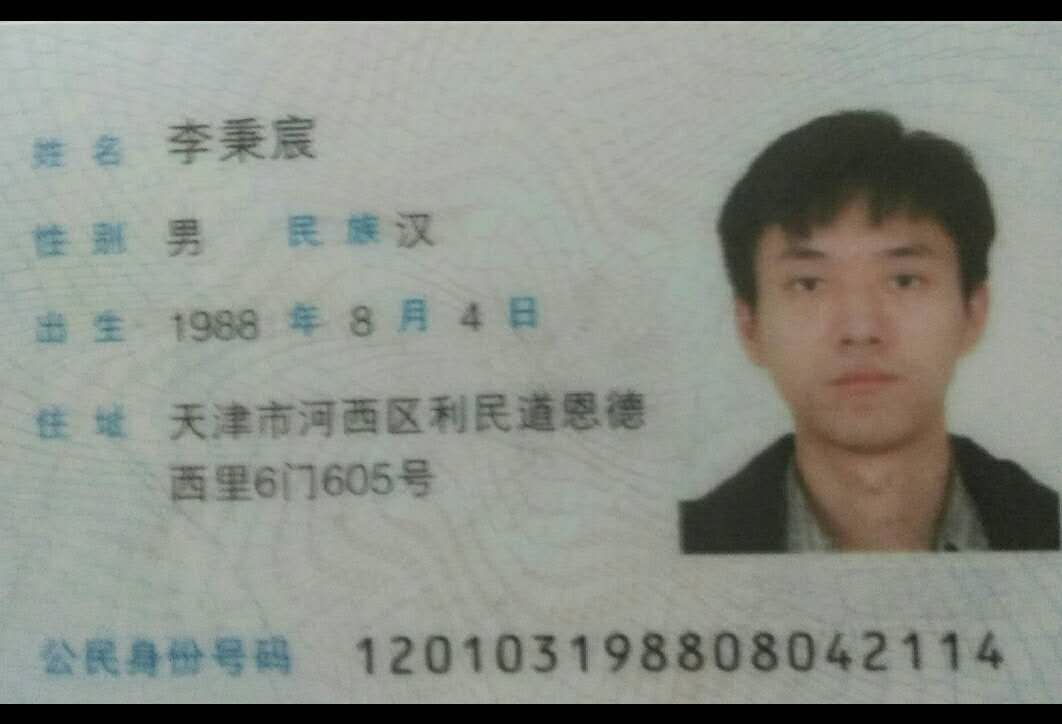 姓名 李秉宸
性别 男 民族 汉
出生 1988 年 8 月 4 日
住址 天津市河西区利民道恩德
西里6门605号
公民身份号码 120103198808042114